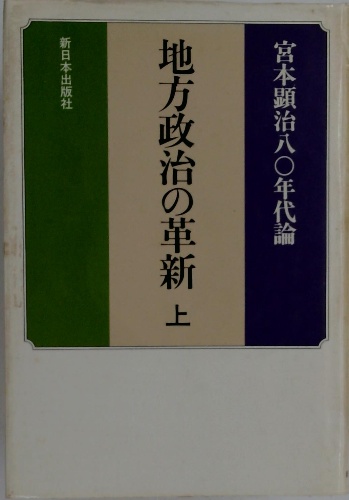 宮本顕治八〇年代論
地方政治の革新 上
新日本出版社